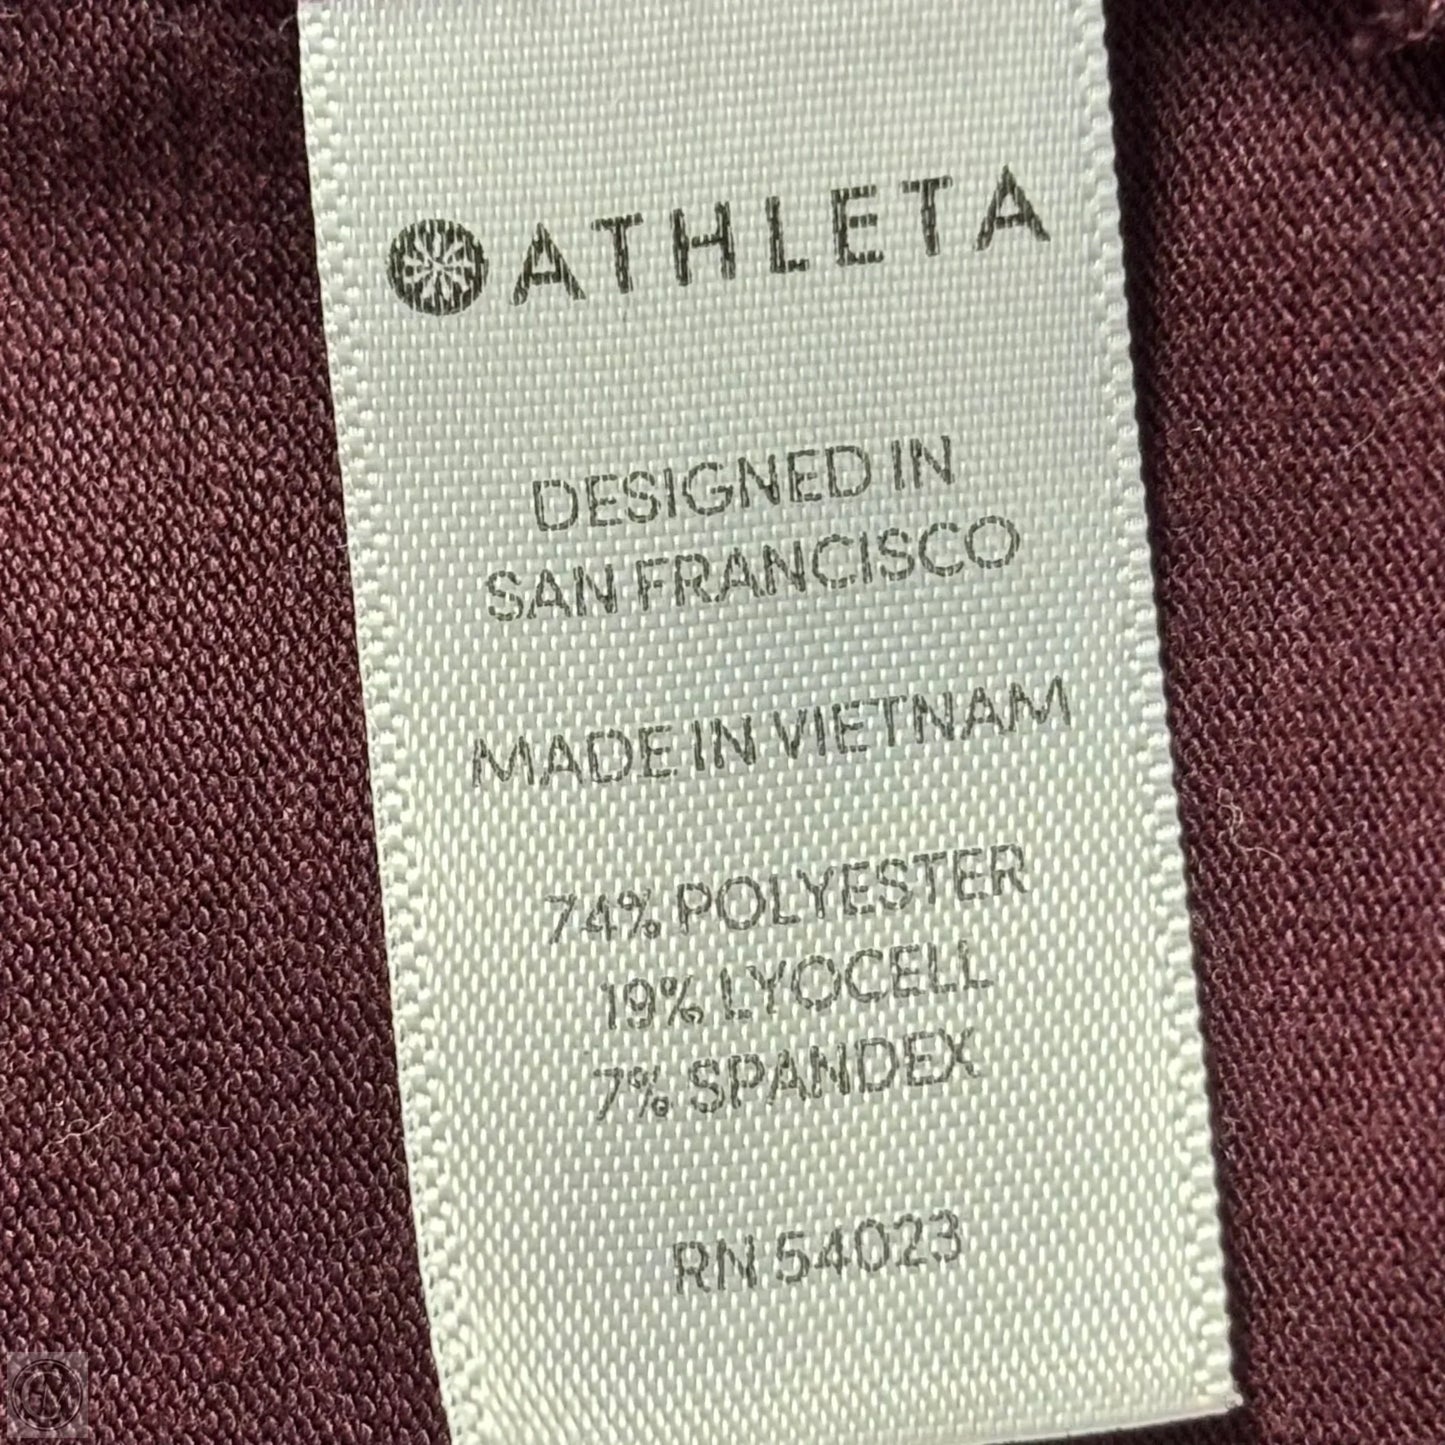 ATHLETA
DESIGNED IN
SAN FRANCISCO
MADE IN VIETNAM
74% POLYESTER
19% LYOCELL
7% SPANDEX
RN 54023